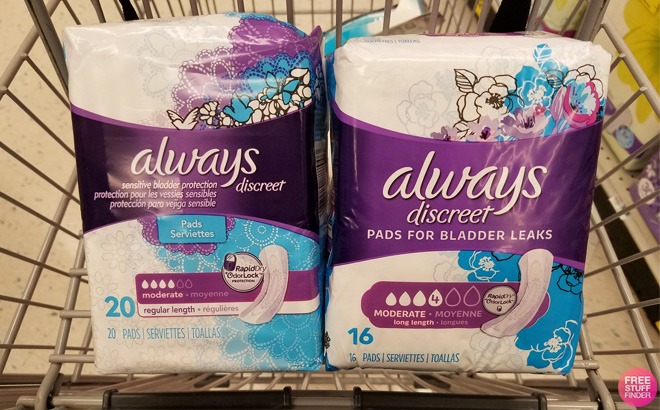 always
discreet
sensitive bladder protection
protection pour les vessies sensibles
protección para vejiga sensible
Pads
Serviettes
RapidDry
OdorLock
PROTECTION
moderate • moyenne
regular length • régulières
20
20 PADS | SERVIETTES | TOALLAS
always
discreet
PADS FOR BLADDER LEAKS
4
RapidDry
OdorLock
MODERATE • MOYENNE
long length • longues
16
16 PADS | SERVIETTES | TOALLAS
FREE
STUFF
FINDER